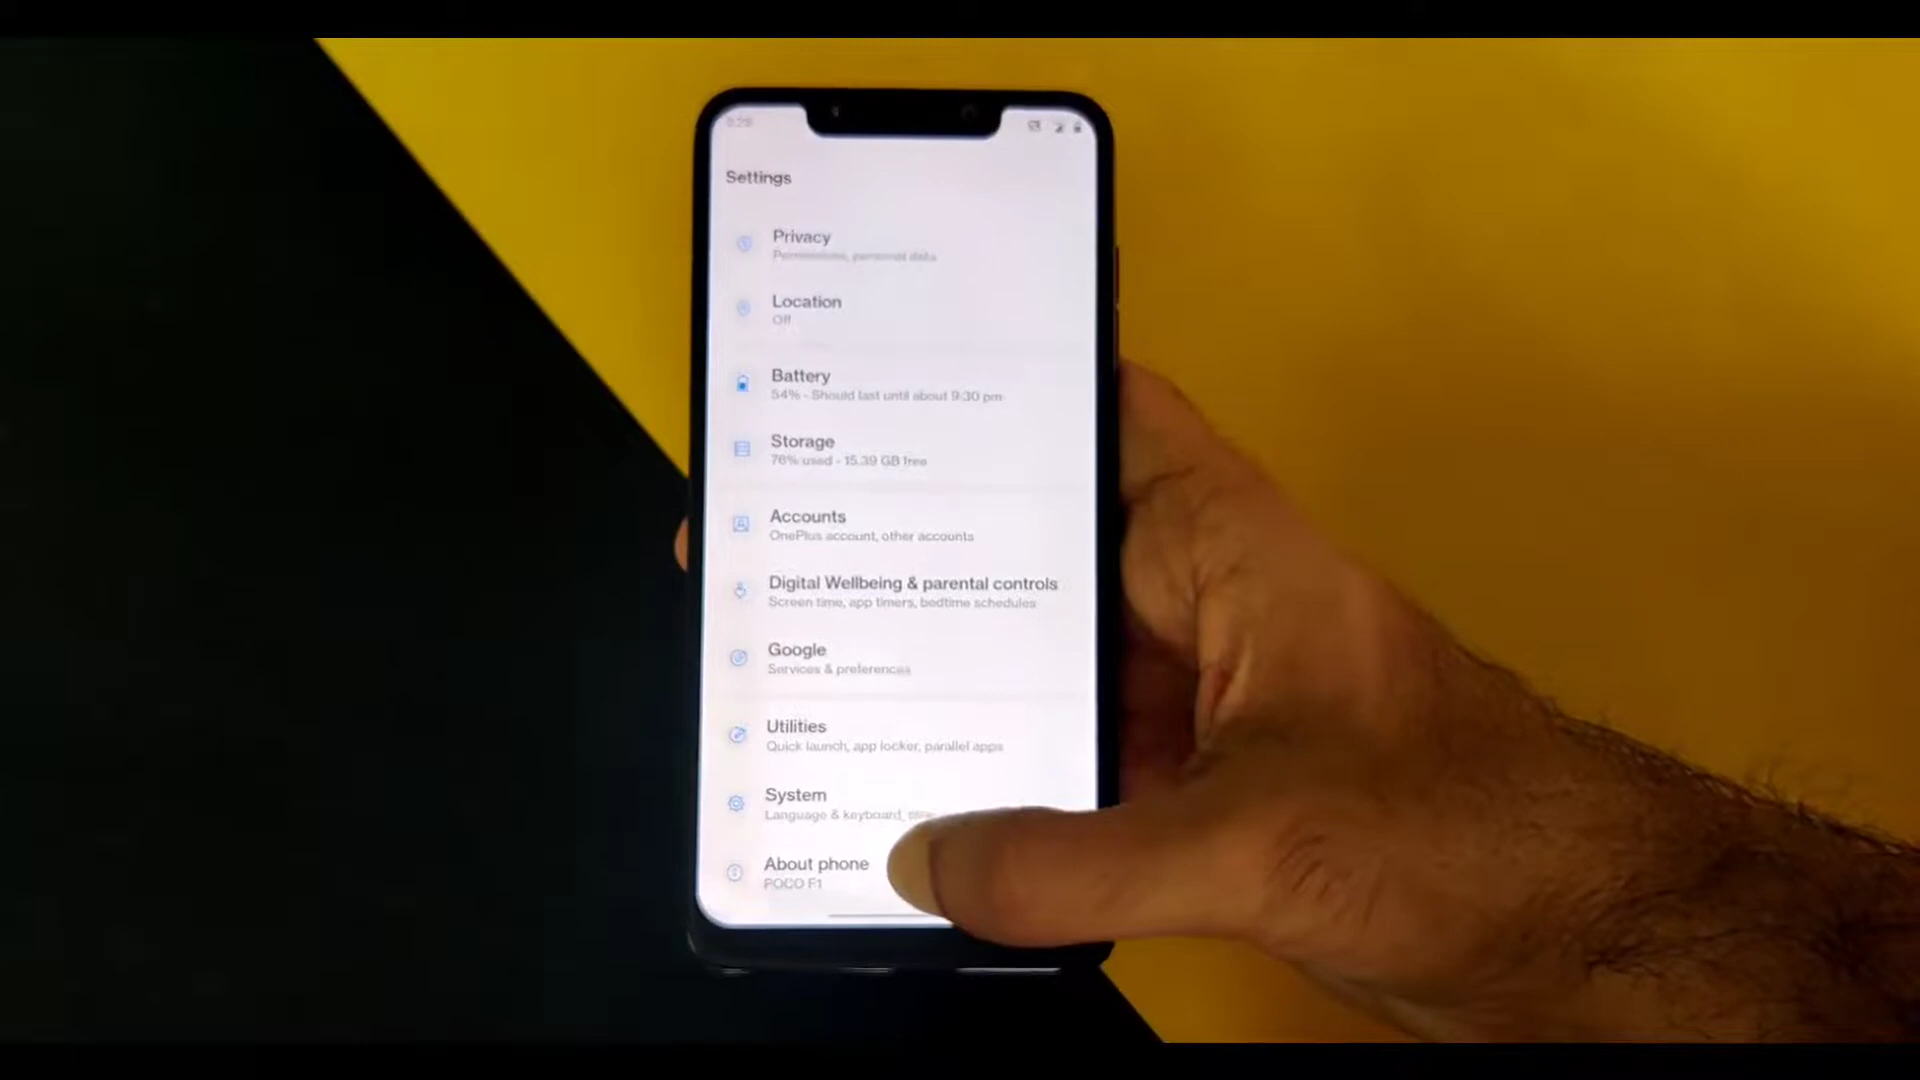 Settings
Privacy
Permissions, personal data
Location
Off
Battery
54% - Should last until about 9:30 pm
Storage
76% used - 15.39 GB free
Accounts
OnePlus account, other accounts
Digital Wellbeing & parental controls
Screen time, app timers, bedtime schedules
Google
Services & preferences
Utilities
Quick launch, app locker, parallel apps
System
Language & keyboard,
About phone
POCO F1